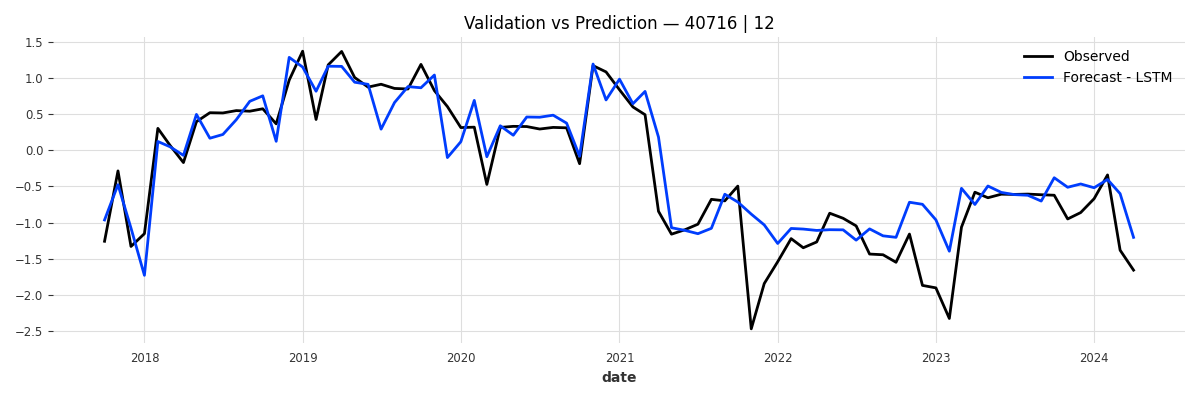 Validation vs Prediction — 40716 | 12
Observed
Forecast - LSTM
1.5
1.0
0.5
0.0
−0.5
−1.0
−1.5
−2.0
−2.5
2018 2019 2020 2021 2022 2023 2024
date